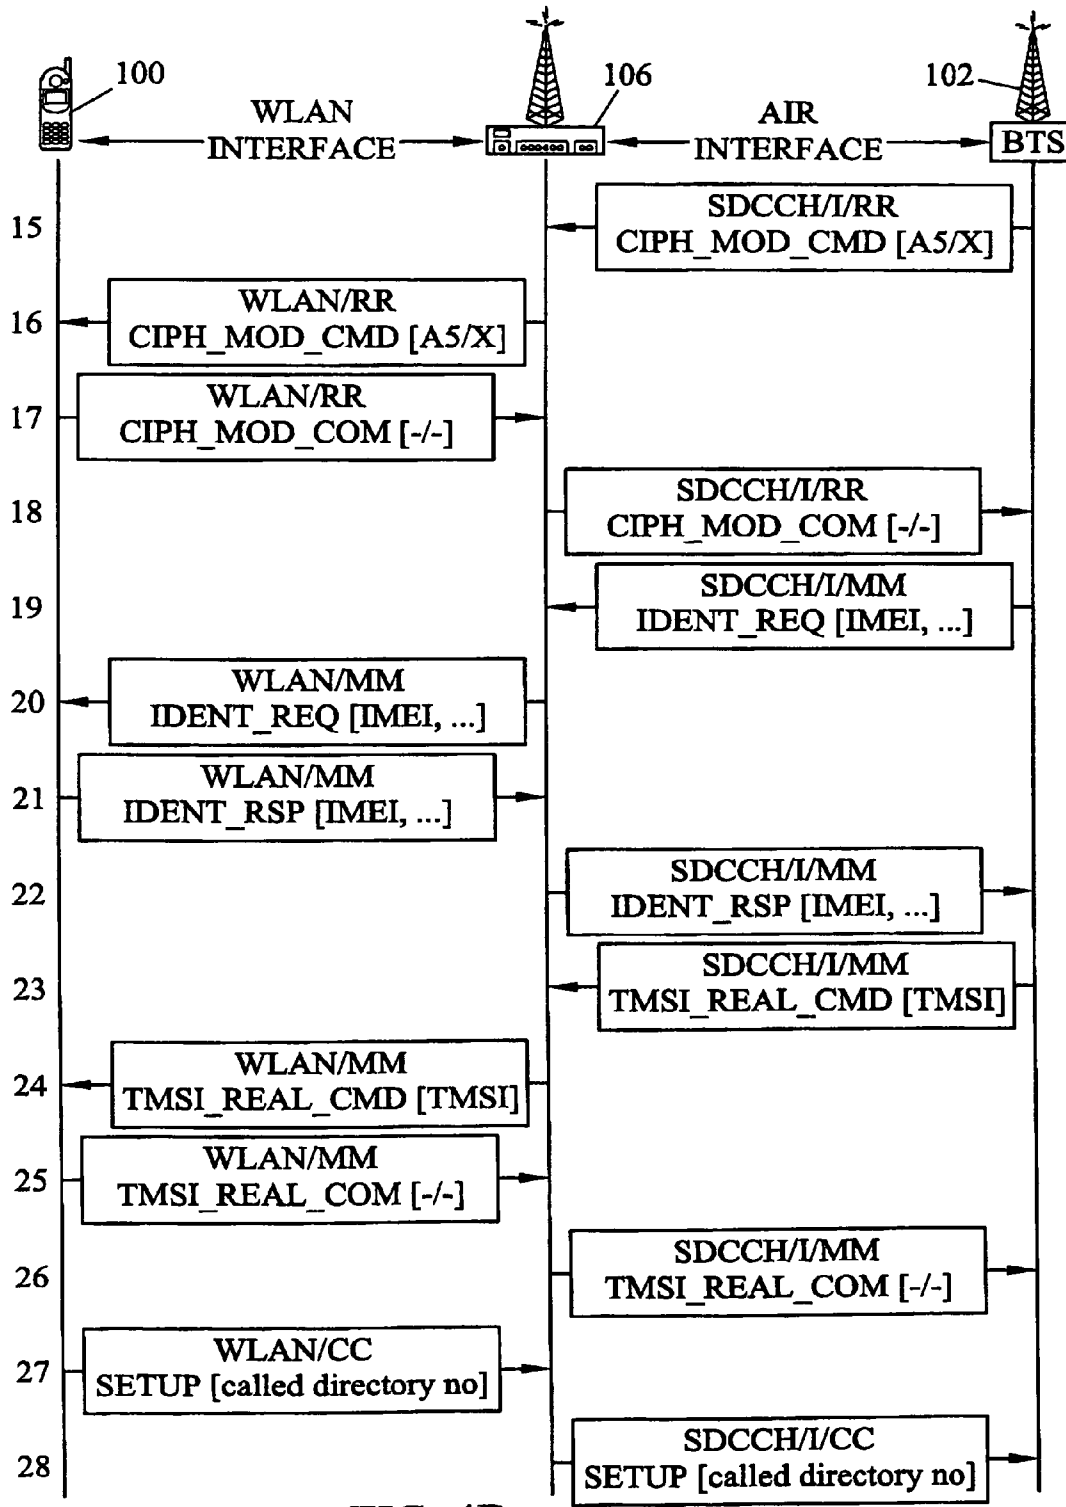 100
106
102
WLAN
INTERFACE
AIR
INTERFACE
BTS
15
SDCCH/I/RR
CIPH_MOD_CMD [A5/X]
16
WLAN/RR
CIPH_MOD_CMD [A5/X]
17
WLAN/RR
CIPH_MOD_COM [-/-]
18
SDCCH/I/RR
CIPH_MOD_COM [-/-]
19
SDCCH/I/MM
IDENT_REQ [IMEI, ...]
20
WLAN/MM
IDENT_REQ [IMEI, ...]
21
WLAN/MM
IDENT_RSP [IMEI, ...]
22
SDCCH/I/MM
IDENT_RSP [IMEI, ...]
23
SDCCH/I/MM
TMSI_REAL_CMD [TMSI]
24
WLAN/MM
TMSI_REAL_CMD [TMSI]
25
WLAN/MM
TMSI_REAL_COM [-/-]
26
SDCCH/I/MM
TMSI_REAL_COM [-/-]
27
WLAN/CC
SETUP [called directory no]
28
SDCCH/I/CC
SETUP [called directory no]